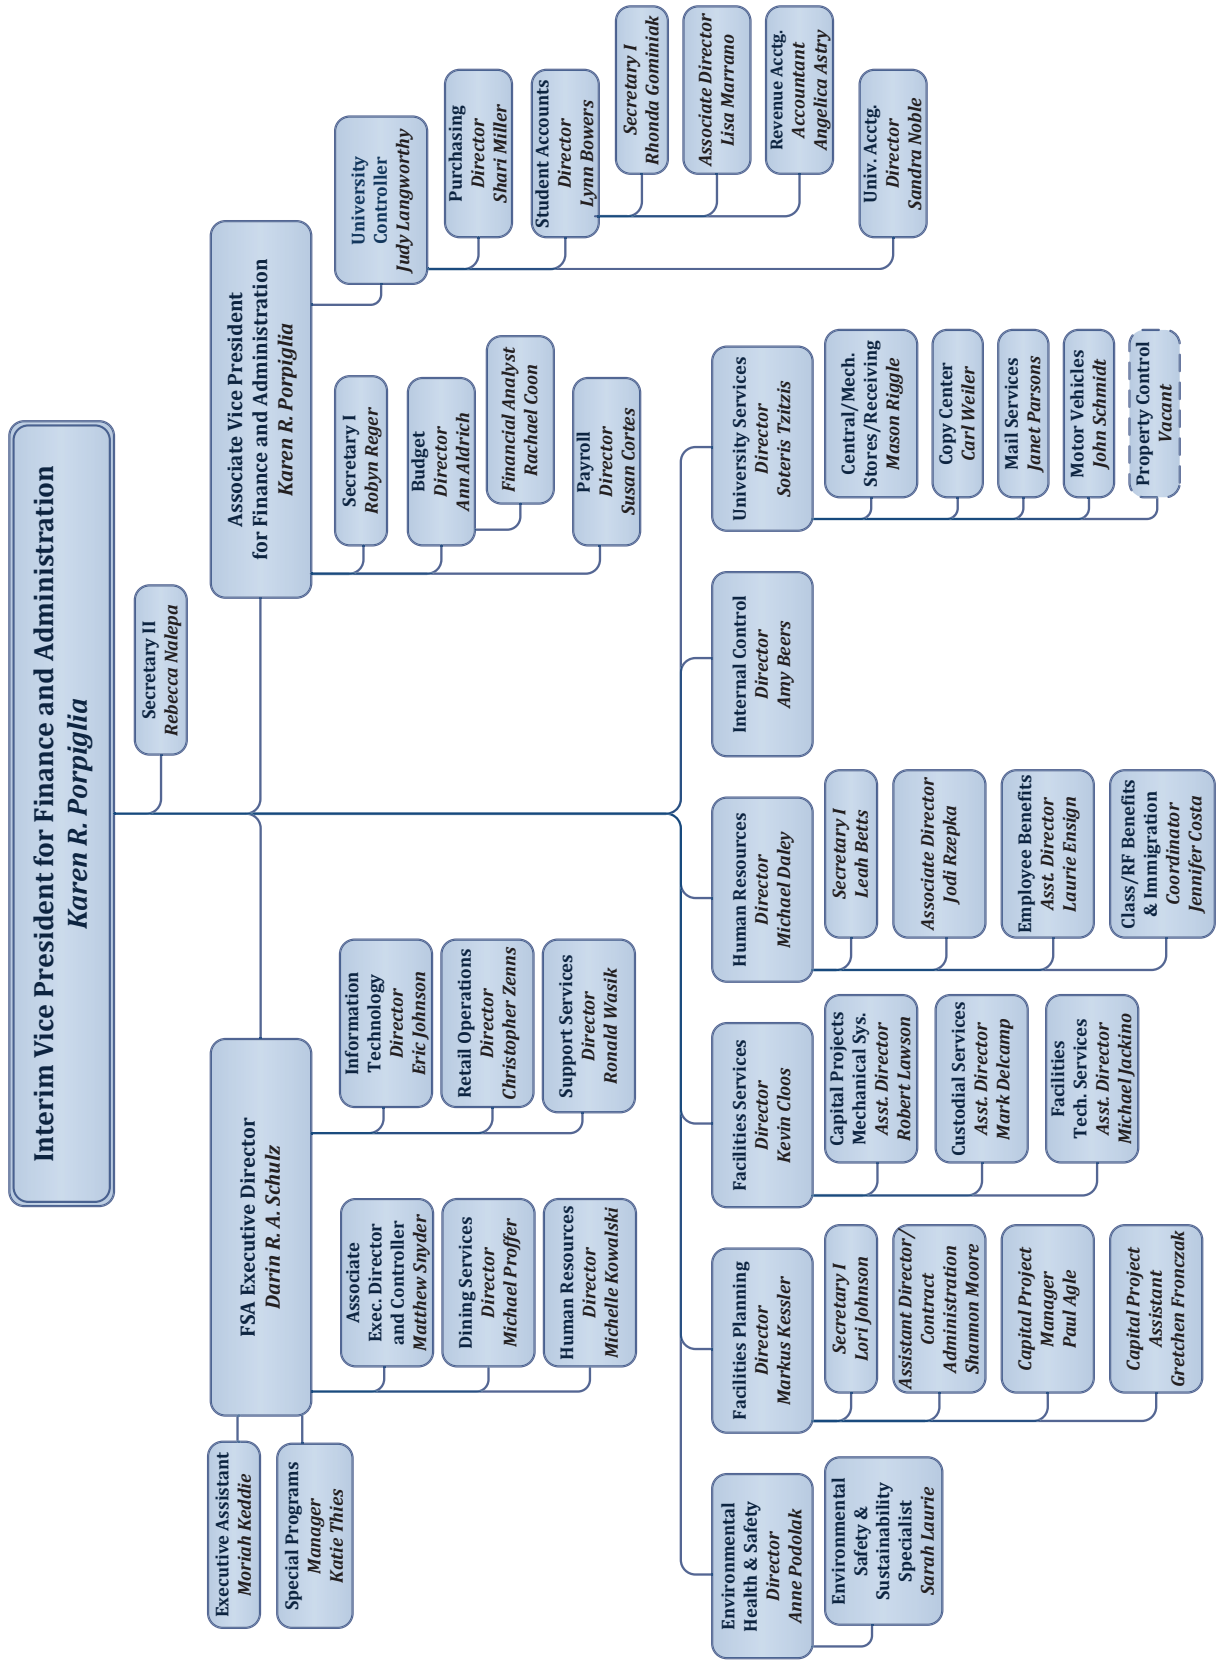 Interim Vice President for Finance and Administration
Karen R. Porpiglia
Secretary II
Rebecca Nalepa
Executive Assistant
Moriah Keddie
Special Programs
Manager
Katie Thies
FSA Executive Director
Darin R. A. Schulz
Associate
Exec. Director
and Controller
Matthew Snyder
Dining Services
Director
Michael Proffer
Human Resources
Director
Michelle Kowalski
Information
Technology
Director
Eric Johnson
Retail Operations
Director
Christopher Zenns
Support Services
Director
Ronald Wasik
Associate Vice President
for Finance and Administration
Karen R. Porpiglia
Secretary I
Robyn Reger
Budget
Director
Ann Aldrich
Financial Analyst
Rachael Coon
Payroll
Director
Susan Cortes
University
Controller
Judy Langworthy
Purchasing
Director
Shari Miller
Student Accounts
Director
Lynn Bowers
Secretary I
Rhonda Gominiak
Associate Director
Lisa Marrano
Revenue Acctg.
Accountant
Angelica Astry
Univ. Acctg.
Director
Sandra Noble
Environmental
Health & Safety
Director
Anne Podolak
Environmental
Safety &
Sustainability
Specialist
Sarah Laurie
Facilities Planning
Director
Markus Kessler
Secretary I
Lori Johnson
Assistant Director/
Contract
Administration
Shannon Moore
Capital Project
Manager
Paul Agle
Capital Project
Assistant
Gretchen Fronczak
Facilities Services
Director
Kevin Cloos
Capital Projects
Mechanical Sys.
Asst. Director
Robert Lawson
Custodial Services
Asst. Director
Mark Delcamp
Facilities
Tech. Services
Asst. Director
Michael Jackino
Human Resources
Director
Michael Daley
Secretary I
Leah Betts
Associate Director
Jodi Rzepka
Employee Benefits
Asst. Director
Laurie Ensign
Class/RF Benefits
& Immigration
Coordinator
Jennifer Costa
Internal Control
Director
Amy Beers
University Services
Director
Soteris Tzitzis
Central/Mech.
Stores/Receiving
Mason Riggle
Copy Center
Carl Weiler
Mail Services
Janet Parsons
Motor Vehicles
John Schmidt
Property Control
Vacant